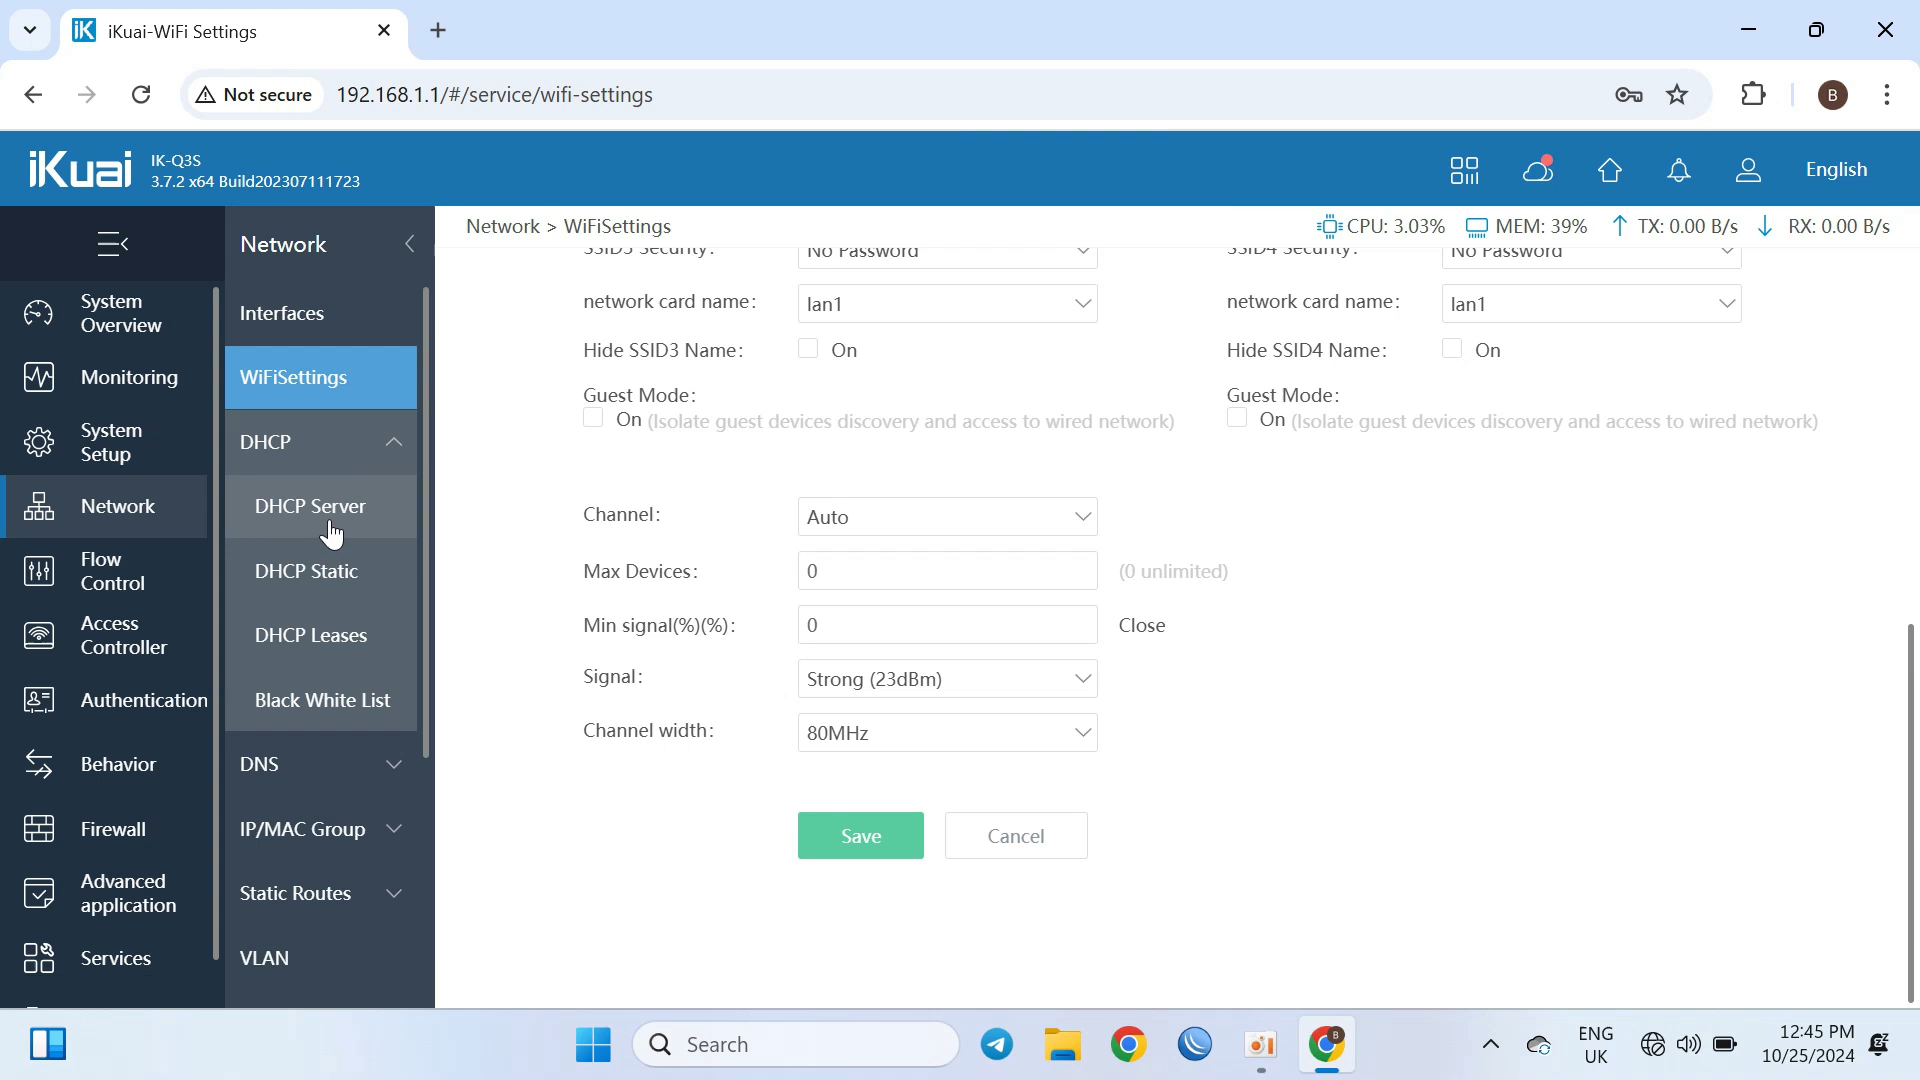 iKuai-WiFi Settings
Not secure
192.168.1.1/#/service/wifi-settings
B
iKuai
IK-Q3S
3.7.2 x64 Build202307111723
English
Network
Network > WiFiSettings
CPU: 3.03%
MEM: 39%
TX: 0.00 B/s
RX: 0.00 B/s
System
Overview
Monitoring
System
Setup
Network
Flow
Control
Access
Controller
Authentication
Behavior
Firewall
Advanced
application
Services
Interfaces
WiFiSettings
DHCP
DHCP Server
DHCP Static
DHCP Leases
Black White List
DNS
IP/MAC Group
Static Routes
VLAN
SSID3 Security:
No Password
SSID4 Security:
No Password
network card name:
lan1
network card name:
lan1
Hide SSID3 Name:
On
Hide SSID4 Name:
On
Guest Mode:
On (Isolate guest devices discovery and access to wired network)
Guest Mode:
On (Isolate guest devices discovery and access to wired network)
Channel:
Auto
Max Devices:
0
(0 unlimited)
Min signal(%)(%):
0
Close
Signal:
Strong (23dBm)
Channel width:
80MHz
Save
Cancel
Search
B
ENG
UK
12:45 PM
10/25/2024